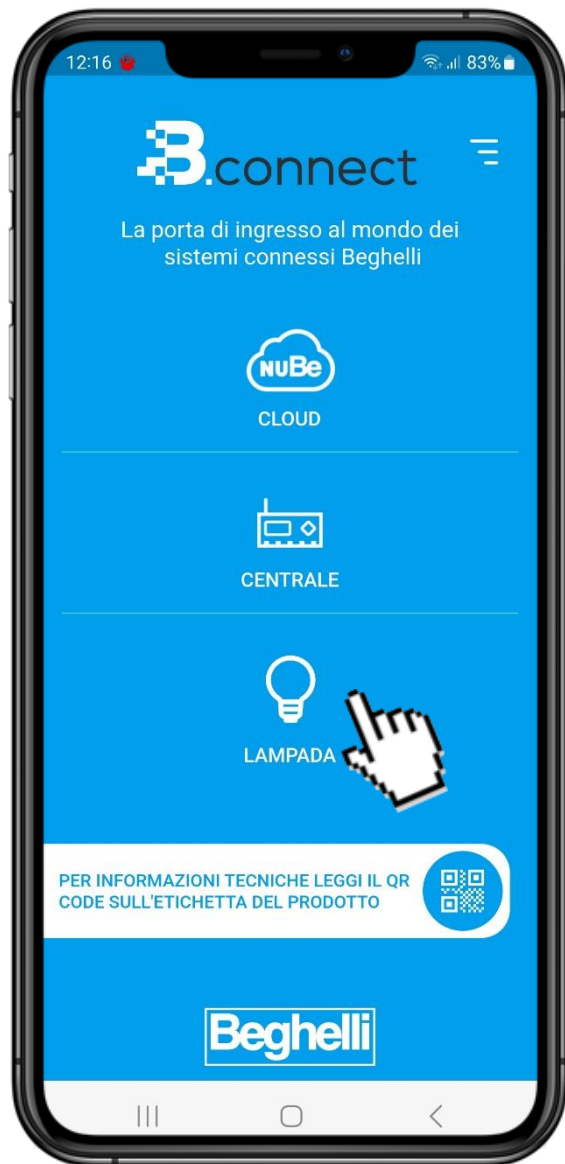 12:16
83%
B.connect
La porta di ingresso al mondo dei
sistemi connessi Beghelli
NUBe
CLOUD
CENTRALE
LAMPADA
PER INFORMAZIONI TECNICHE LEGGI IL QR
CODE SULL'ETICHETTA DEL PRODOTTO
Beghelli